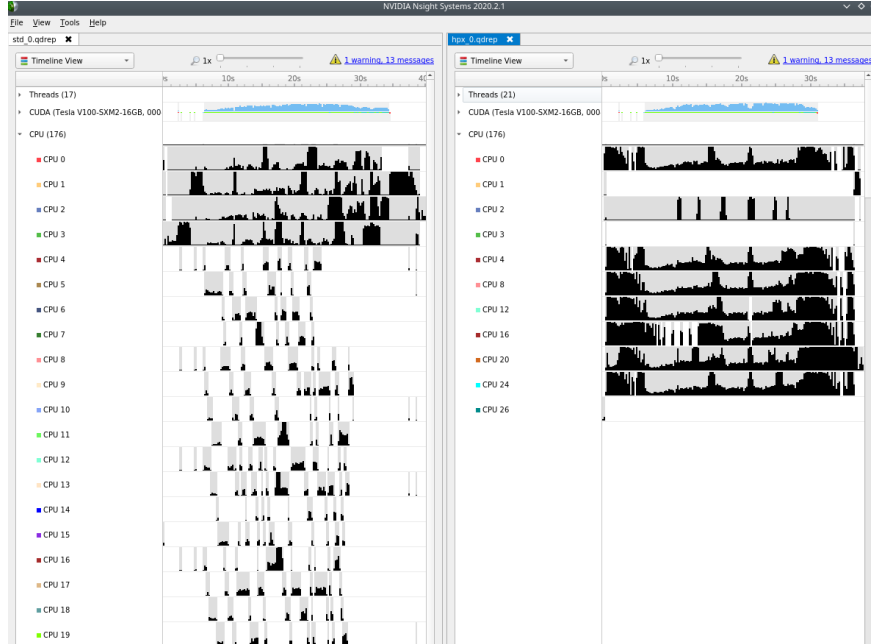 NVIDIA Nsight Systems 2020.2.1
File View Tools Help
std_0.qdrep
Timeline View
1x
1 warning, 13 messages
10s 20s 30s
Threads (17)
CUDA (Tesla V100-SXM2-16GB, 000
CPU (176)
CPU 0
CPU 1
CPU 2
CPU 3
CPU 4
CPU 5
CPU 6
CPU 7
CPU 8
CPU 9
CPU 10
CPU 11
CPU 12
CPU 13
CPU 14
CPU 15
CPU 16
CPU 17
CPU 18
CPU 19
hpx_0.qdrep
Timeline View
1x
1 warning, 13 messages
10s 20s 30s
Threads (21)
CUDA (Tesla V100-SXM2-16GB, 000
CPU (176)
CPU 0
CPU 1
CPU 2
CPU 3
CPU 4
CPU 8
CPU 12
CPU 16
CPU 20
CPU 24
CPU 26